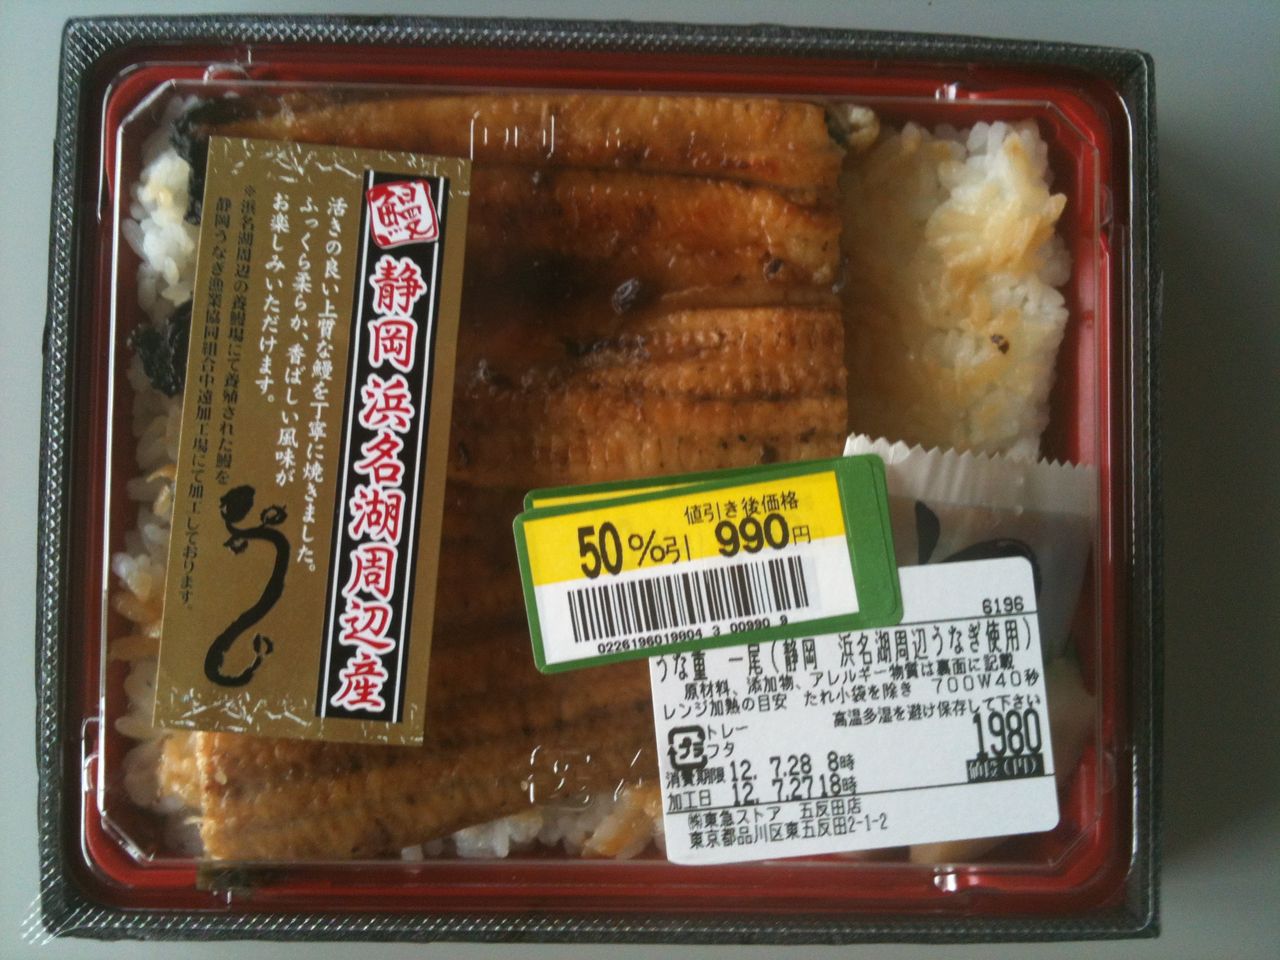 鰻
静岡浜名湖周辺産
活きの良い上質な鰻を丁寧に焼きました。
ふっくら柔らか、香ばしい風味が
お楽しみいただけます。
※浜名湖周辺の養鰻場にて養殖された鰻を
静岡うなぎ漁業協同組合中遠加工場にて加工しております。
値引き後価格
50%引 990円
0226196019904 3 00990 9
6196
うな重 一尾(静岡 浜名湖周辺うなぎ使用)
原材料、添加物、アレルギー物質は裏面に記載
レンジ加熱の目安 たれ小袋を除き 700W40秒
高温多湿を避け保存して下さい
プラ
トレー
フタ
1980
価格(円)
消費期限 12. 7.28 8時
加工日 12. 7.27 18時
㈱東急ストア 五反田店
東京都品川区東五反田2-1-2